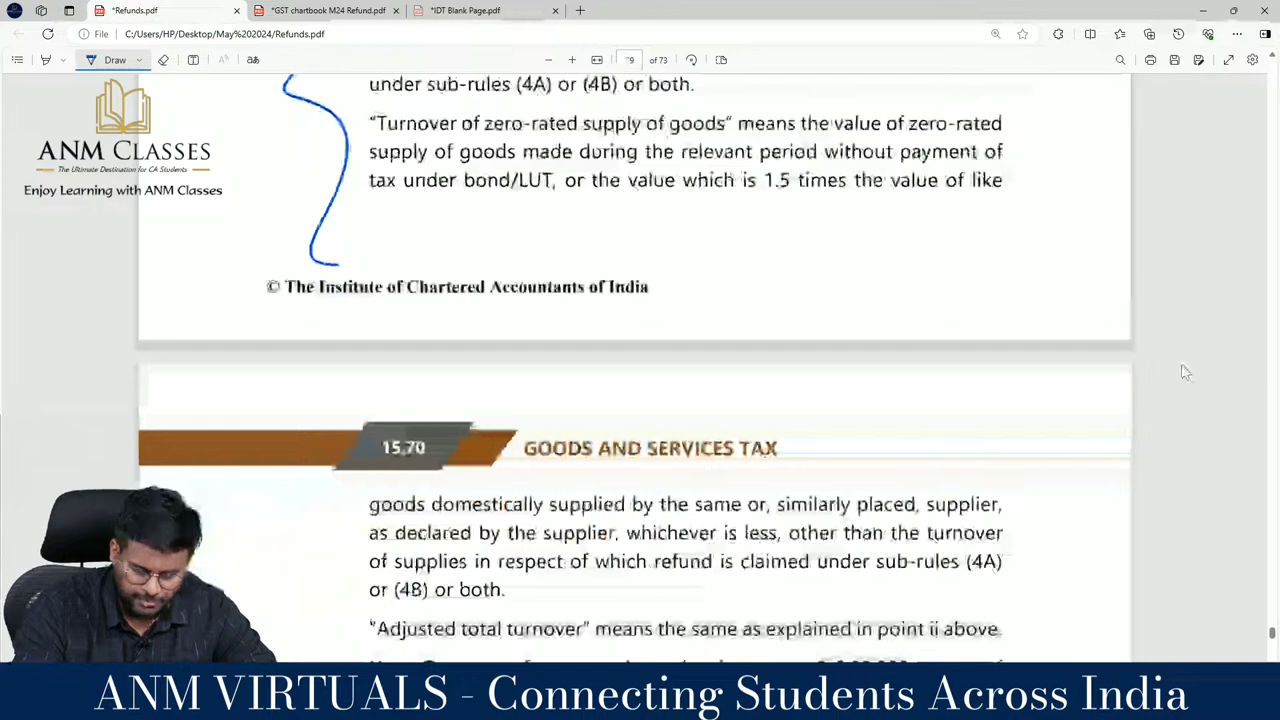 *Refunds.pdf
*GST chartbook M24 Refund.pdf
*IDT Blank Page.pdf
File
C:/Users/HP/Desktop/May%202024/Refunds.pdf
Draw
of 73
ANM CLASSES
The Ultimate Destination for CA Students
Enjoy Learning with ANM Classes
under sub-rules (4A) or (4B) or both.
"Turnover of zero-rated supply of goods" means the value of zero-rated
supply of goods made during the relevant period without payment of
tax under bond/LUT, or the value which is 1.5 times the value of like
© The Institute of Chartered Accountants of India
15.70
GOODS AND SERVICES TAX
goods domestically supplied by the same or, similarly placed, supplier,
as declared by the supplier, whichever is less, other than the turnover
of supplies in respect of which refund is claimed under sub-rules (4A)
or (4B) or both.
"Adjusted total turnover" means the same as explained in point ii above.
ANM VIRTUALS - Connecting Students Across India